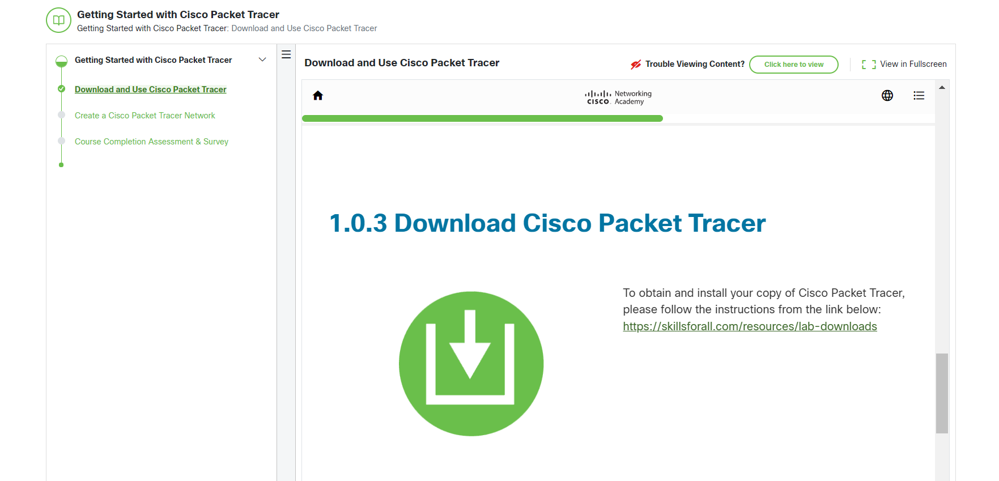 Getting Started with Cisco Packet Tracer
Getting Started with Cisco Packet Tracer: Download and Use Cisco Packet Tracer
Getting Started with Cisco Packet Tracer
Download and Use Cisco Packet Tracer
Create a Cisco Packet Tracer Network
Course Completion Assessment & Survey
Download and Use Cisco Packet Tracer
Trouble Viewing Content?
Click here to view
View in Fullscreen
CISCO. Networking Academy
1.0.3 Download Cisco Packet Tracer
To obtain and install your copy of Cisco Packet Tracer,
please follow the instructions from the link below:
https://skillsforall.com/resources/lab-downloads